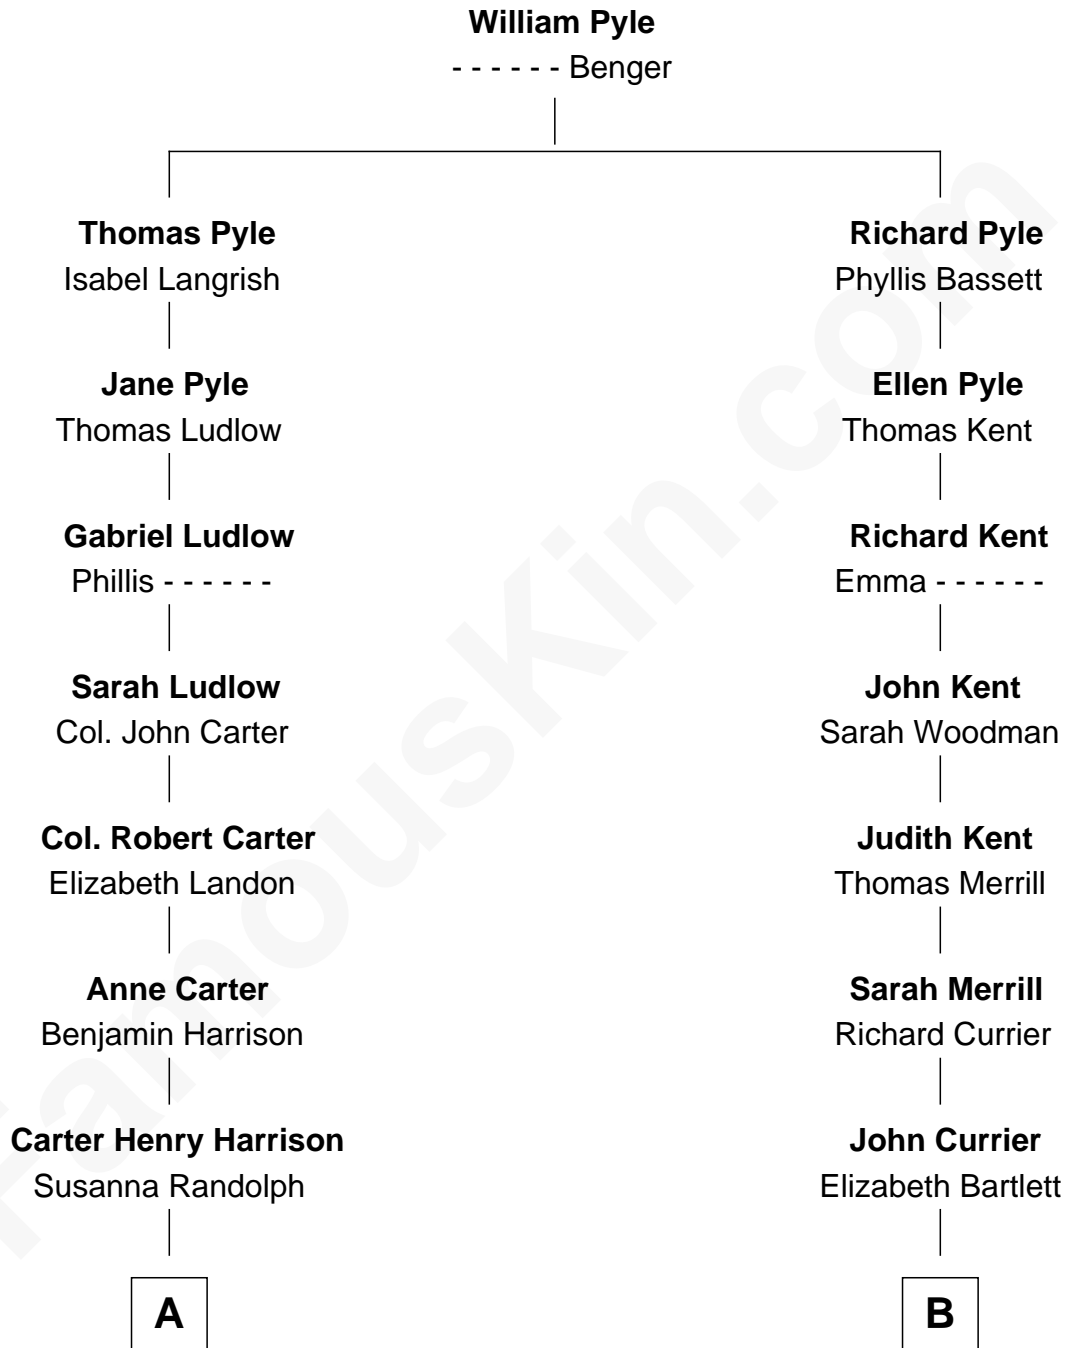 William Pyle
- - - - - - Benger
Thomas Pyle
Isabel Langrish
Richard Pyle
Phyllis Bassett
Jane Pyle
Thomas Ludlow
Ellen Pyle
Thomas Kent
Gabriel Ludlow
Phillis - - - - - -
Richard Kent
Emma - - - - - -
Sarah Ludlow
Col. John Carter
John Kent
Sarah Woodman
Col. Robert Carter
Elizabeth Landon
Judith Kent
Thomas Merrill
Anne Carter
Benjamin Harrison
Sarah Merrill
Richard Currier
Carter Henry Harrison
Susanna Randolph
John Currier
Elizabeth Bartlett
A
B
FamousKin.com